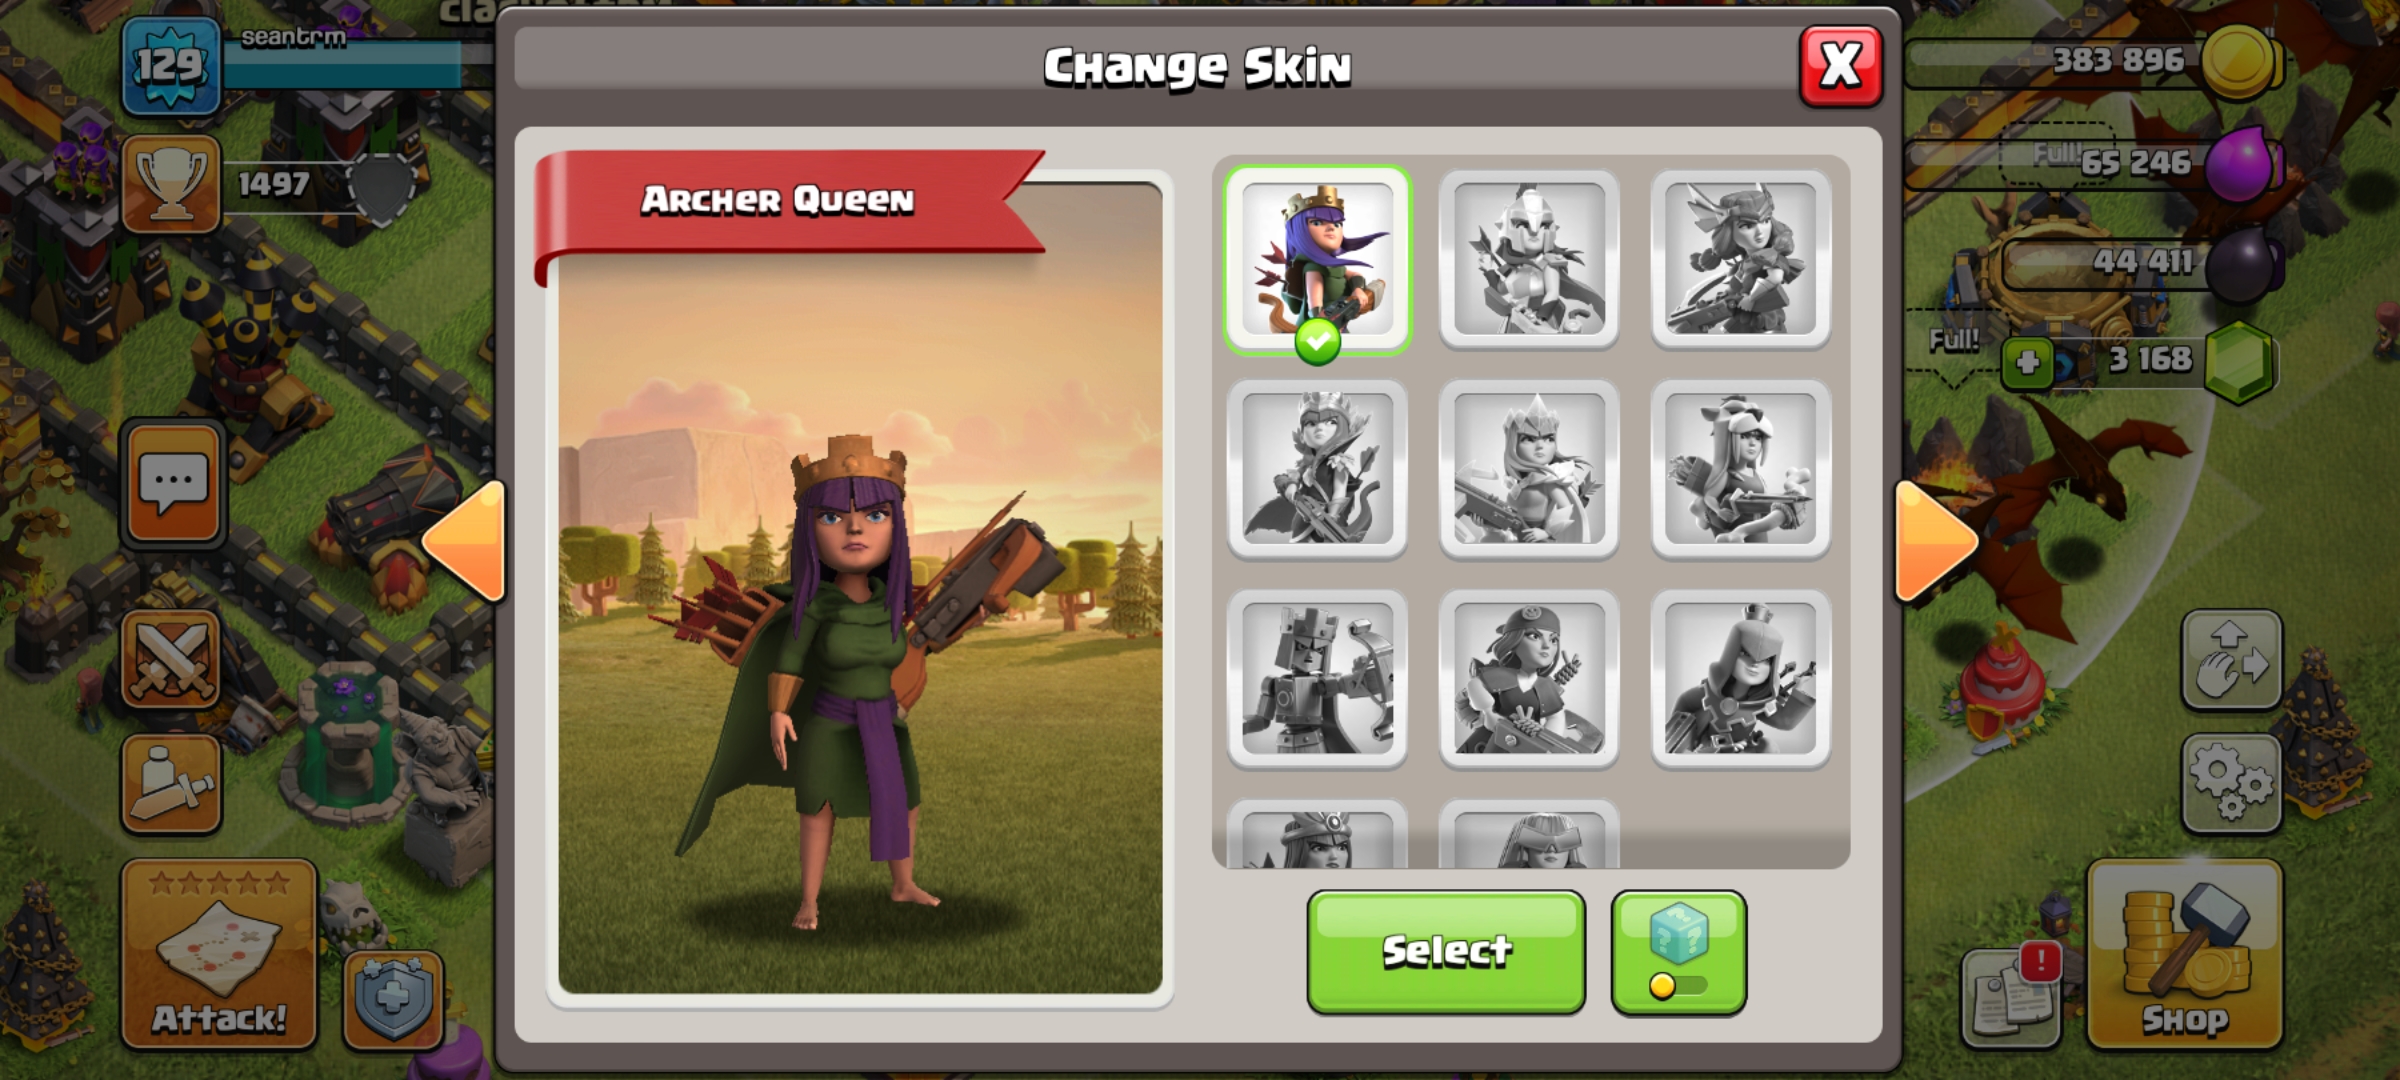 Change Skin
X
129
seantrm
1497
Archer Queen
383 896
Full!
65 246
44 411
Full!
+
3 168
Select
???
Attack!
!
Shop